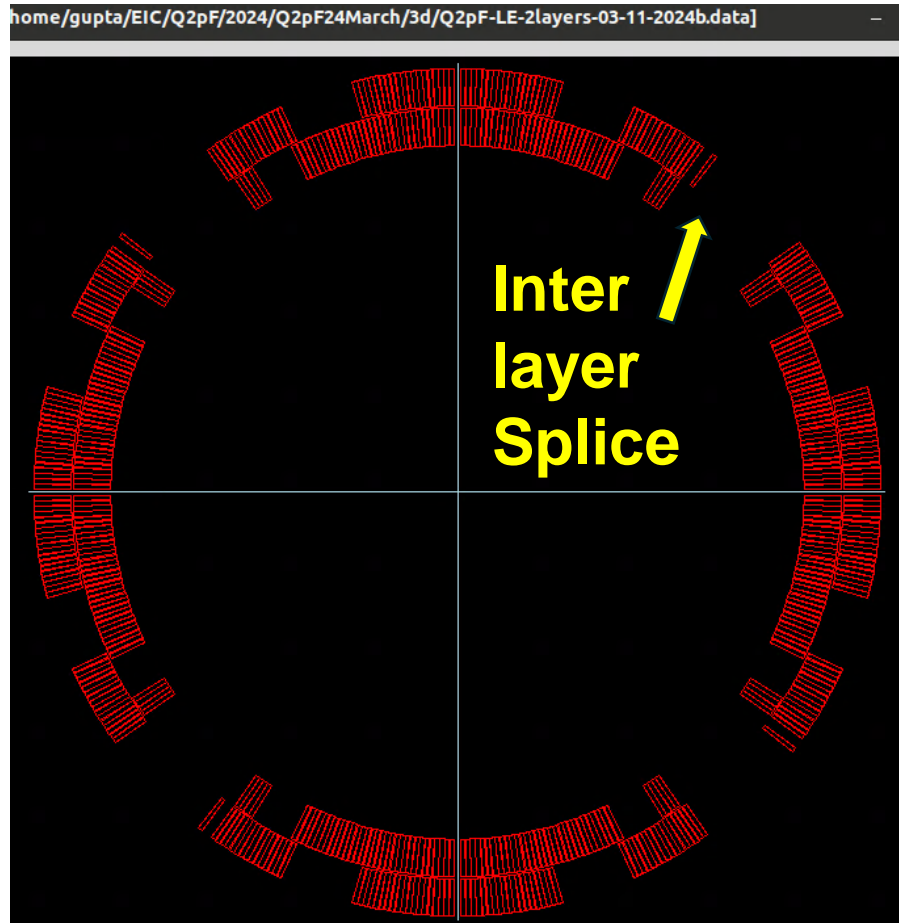 home/gupta/EIC/Q2pF/2024/Q2pF24March/3d/Q2pF-LE-2layers-03-11-2024b.data]
Inter
layer
Splice